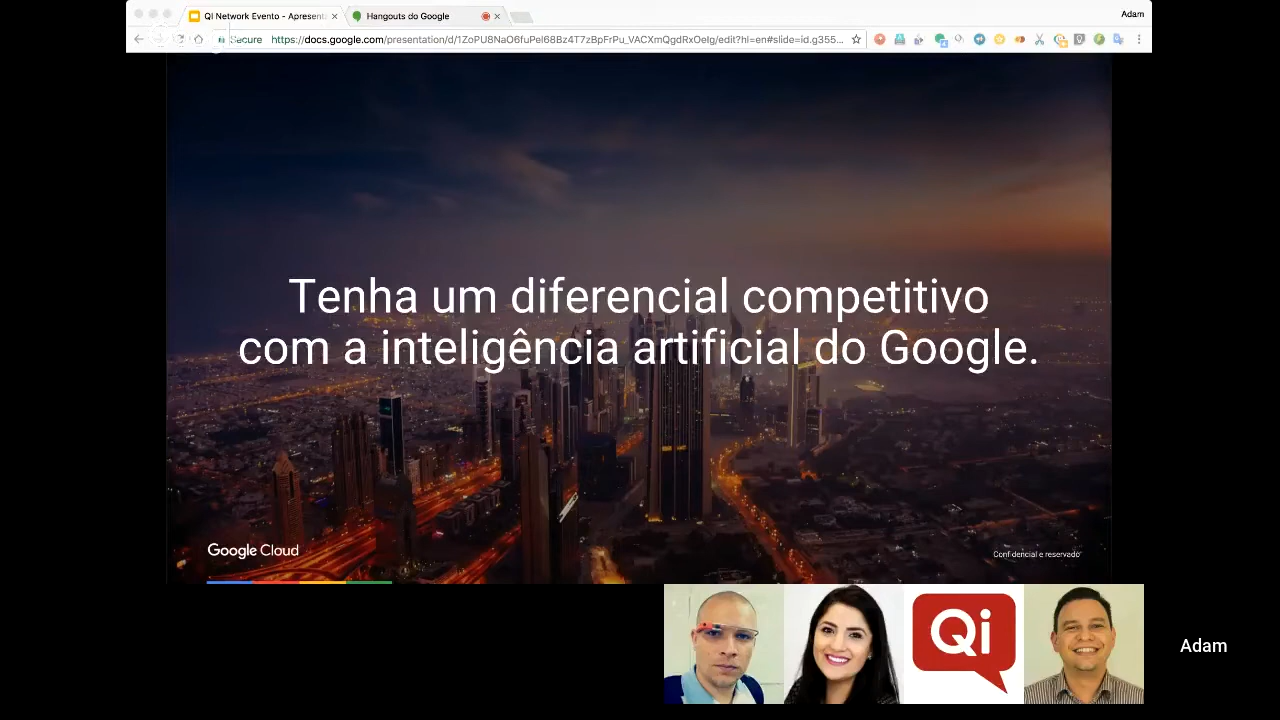 QI Network Evento - Apresent
Hangouts do Google
Adam
Secure
https://docs.google.com/presentation/d/1ZoPU8NaO6fuPeI68Bz4T7zBpFrPu_VACXmQgdRxOeIg/edit?hl=en#slide=id.g355...
Tenha um diferencial competitivo
com a inteligência artificial do Google.
Google Cloud
Confidencial e reservado
Qi
Adam